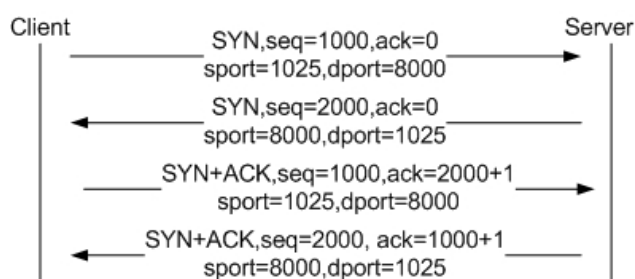 Client
Server
SYN,seq=1000,ack=0
sport=1025,dport=8000
SYN,seq=2000,ack=0
sport=8000,dport=1025
SYN+ACK,seq=1000,ack=2000+1
sport=1025,dport=8000
SYN+ACK,seq=2000, ack=1000+1
sport=8000,dport=1025